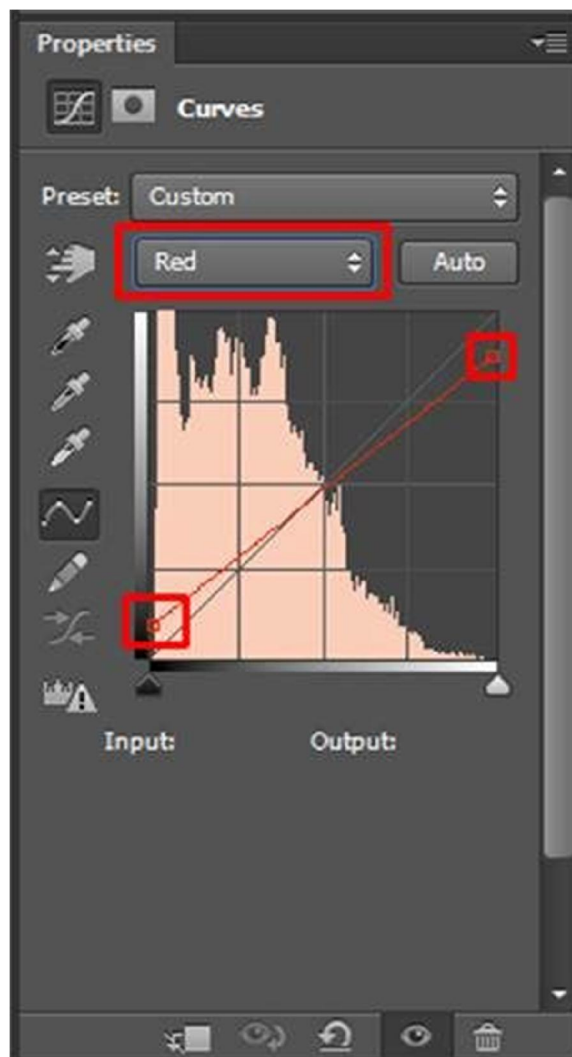 Properties
Curves
Preset: Custom
Red Auto
Input: Output: